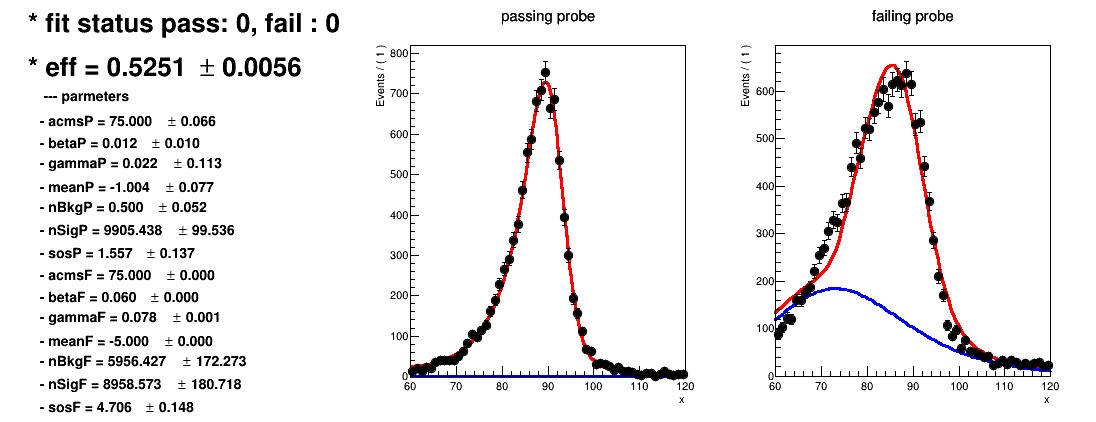 * fit status pass: 0, fail : 0
* eff = 0.5251 ± 0.0056
--- parmeters
- acmsP = 75.000 ± 0.066
- betaP = 0.012 ± 0.010
- gammaP = 0.022 ± 0.113
- meanP = -1.004 ± 0.077
- nBkgP = 0.500 ± 0.052
- nSigP = 9905.438 ± 99.536
- sosP = 1.557 ± 0.137
- acmsF = 75.000 ± 0.000
- betaF = 0.060 ± 0.000
- gammaF = 0.078 ± 0.001
- meanF = -5.000 ± 0.000
- nBkgF = 5956.427 ± 172.273
- nSigF = 8958.573 ± 180.718
- sosF = 4.706 ± 0.148
passing probe
Events / ( 1 )
800
700
600
500
400
300
200
100
0
60 70 80 90 100 110 120
x
failing probe
Events / ( 1 )
600
500
400
300
200
100
0
60 70 80 90 100 110 120
x